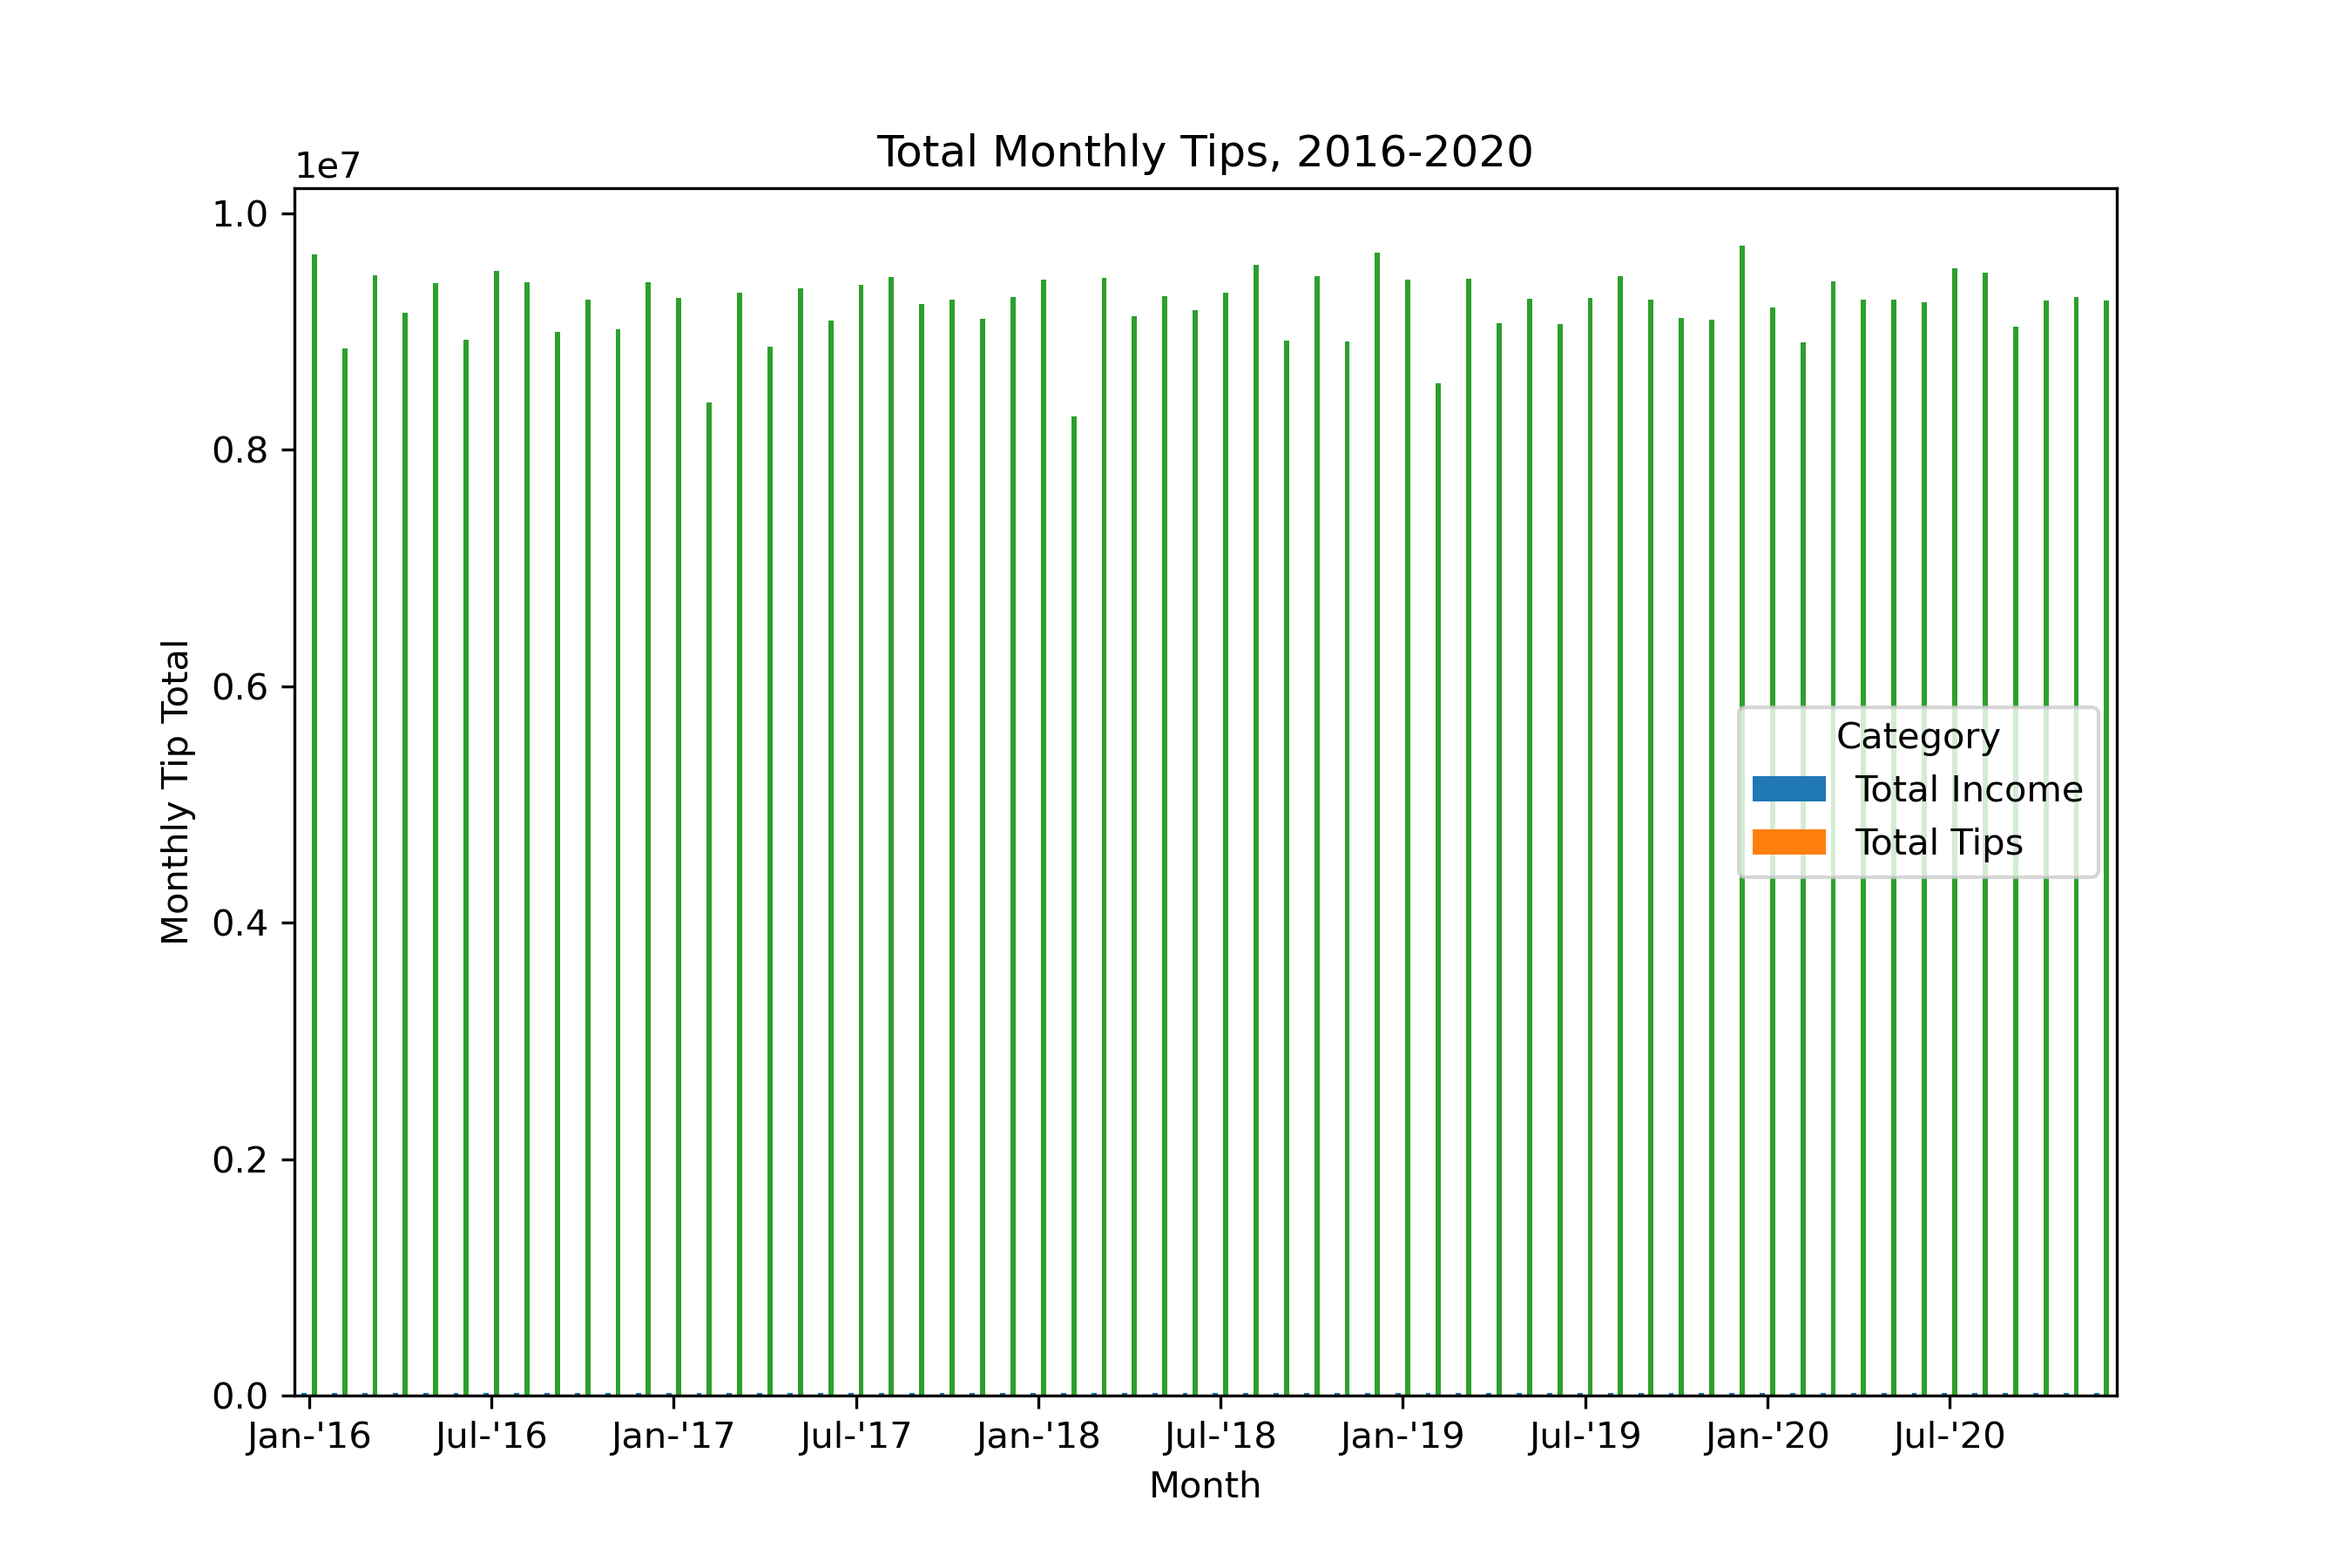 Total Monthly Tips, 2016-2020
1e7
1.0
0.8
0.6
0.4
0.2
0.0
Monthly Tip Total
Category
Total Income
Total Tips
Jan-'16 Jul-'16 Jan-'17 Jul-'17 Jan-'18 Jul-'18 Jan-'19 Jul-'19 Jan-'20 Jul-'20
Month